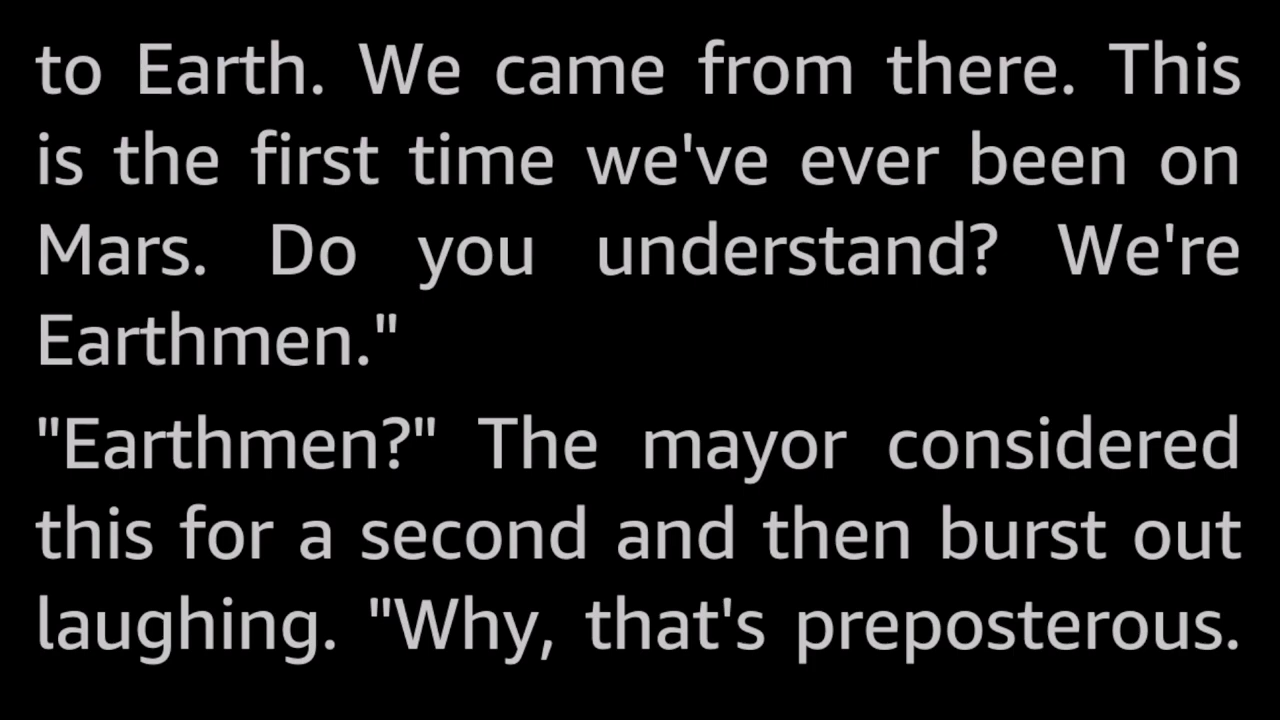 to Earth. We came from there. This
is the first time we've ever been on
Mars. Do you understand? We're
Earthmen."
"Earthmen?" The mayor considered
this for a second and then burst out
laughing. "Why, that's preposterous.